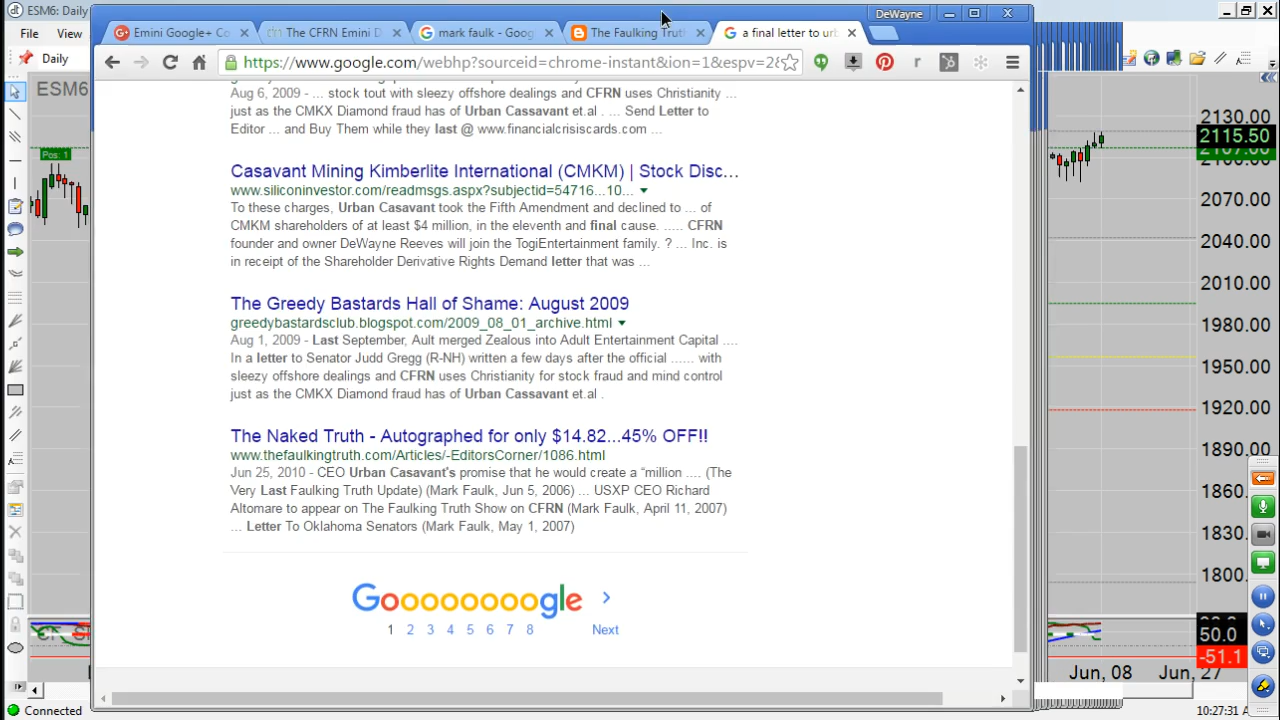 ESM6: Daily
DeWayne
Emini Google+ Co
The CFRN Emini D
mark faulk - Goog
The Faulking Trut
a final letter to urb
File View
Daily
https://www.google.com/webhp?sourceid=chrome-instant&ion=1&espv=2
ESM6
Pos: 1
Aug 6, 2009 - ... stock tout with sleezy offshore dealings and CFRN uses Christianity ...
just as the CMKX Diamond fraud has of Urban Cassavant et.al . ... Send Letter to
Editor ... and Buy Them while they last @ www.financialcrisiscards.com ...
Casavant Mining Kimberlite International (CMKM) | Stock Disc...
www.siliconinvestor.com/readmsgs.aspx?subjectid=54716...10...
To these charges, Urban Casavant took the Fifth Amendment and declined to ... of
CMKM shareholders of at least $4 million, in the eleventh and final cause. ..... CFRN
founder and owner DeWayne Reeves will join the TogiEntertainment family. ? ... Inc. is
in receipt of the Shareholder Derivative Rights Demand letter that was ...
The Greedy Bastards Hall of Shame: August 2009
greedybastardsclub.blogspot.com/2009_08_01_archive.html
Aug 1, 2009 - Last September, Ault merged Zealous into Adult Entertainment Capital ....
In a letter to Senator Judd Gregg (R-NH) written a few days after the official ...... with
sleezy offshore dealings and CFRN uses Christianity for stock fraud and mind control
just as the CMKX Diamond fraud has of Urban Cassavant et.al .
The Naked Truth - Autographed for only $14.82...45% OFF!!
www.thefaulkingtruth.com/Articles/-EditorsCorner/1086.html
Jun 25, 2010 - CEO Urban Casavant's promise that he would create a "million .... (The
Very Last Faulking Truth Update) (Mark Faulk, Jun 5, 2006) ... USXP CEO Richard
Altomare to appear on The Faulking Truth Show on CFRN (Mark Faulk, April 11, 2007)
... Letter To Oklahoma Senators (Mark Faulk, May 1, 2007)
Goooooooogle
1 2 3 4 5 6 7 8 Next
2130.00
2115.50
2107.00
2070.00
2040.00
2010.00
1980.00
1950.00
1920.00
1890.00
1860.
1830.
1800.
50.0
-51.1
Jun, 08 Jun, 27
Connected
10:27:31